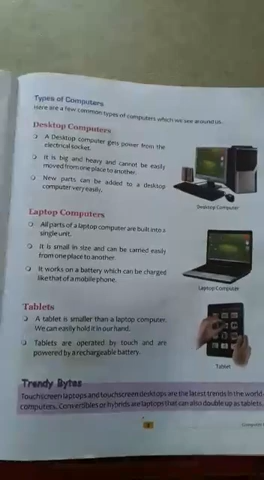 Types of Computers
Here are a few common types of computers which we see around us.
Desktop Computers
A Desktop computer gets power from the
electrical socket.
It is big and heavy and cannot be easily
moved from one place to another.
New parts can be added to a desktop
computer very easily.
Desktop Computer
Laptop Computers
All parts of a laptop computer are built into a
single unit.
It is small in size and can be carried easily
from one place to another.
It works on a battery which can be charged
like that of a mobile phone.
Laptop Computer
Tablets
A tablet is smaller than a laptop computer.
We can easily hold it in our hand.
Tablets are operated by touch and are
powered by a rechargeable battery.
Tablet
Trendy Bytes
Touchscreen laptops and touchscreen desktops are the latest trends in the world
computers. Convertibles or hybrids are laptops that can also double up as tablets.
Computer